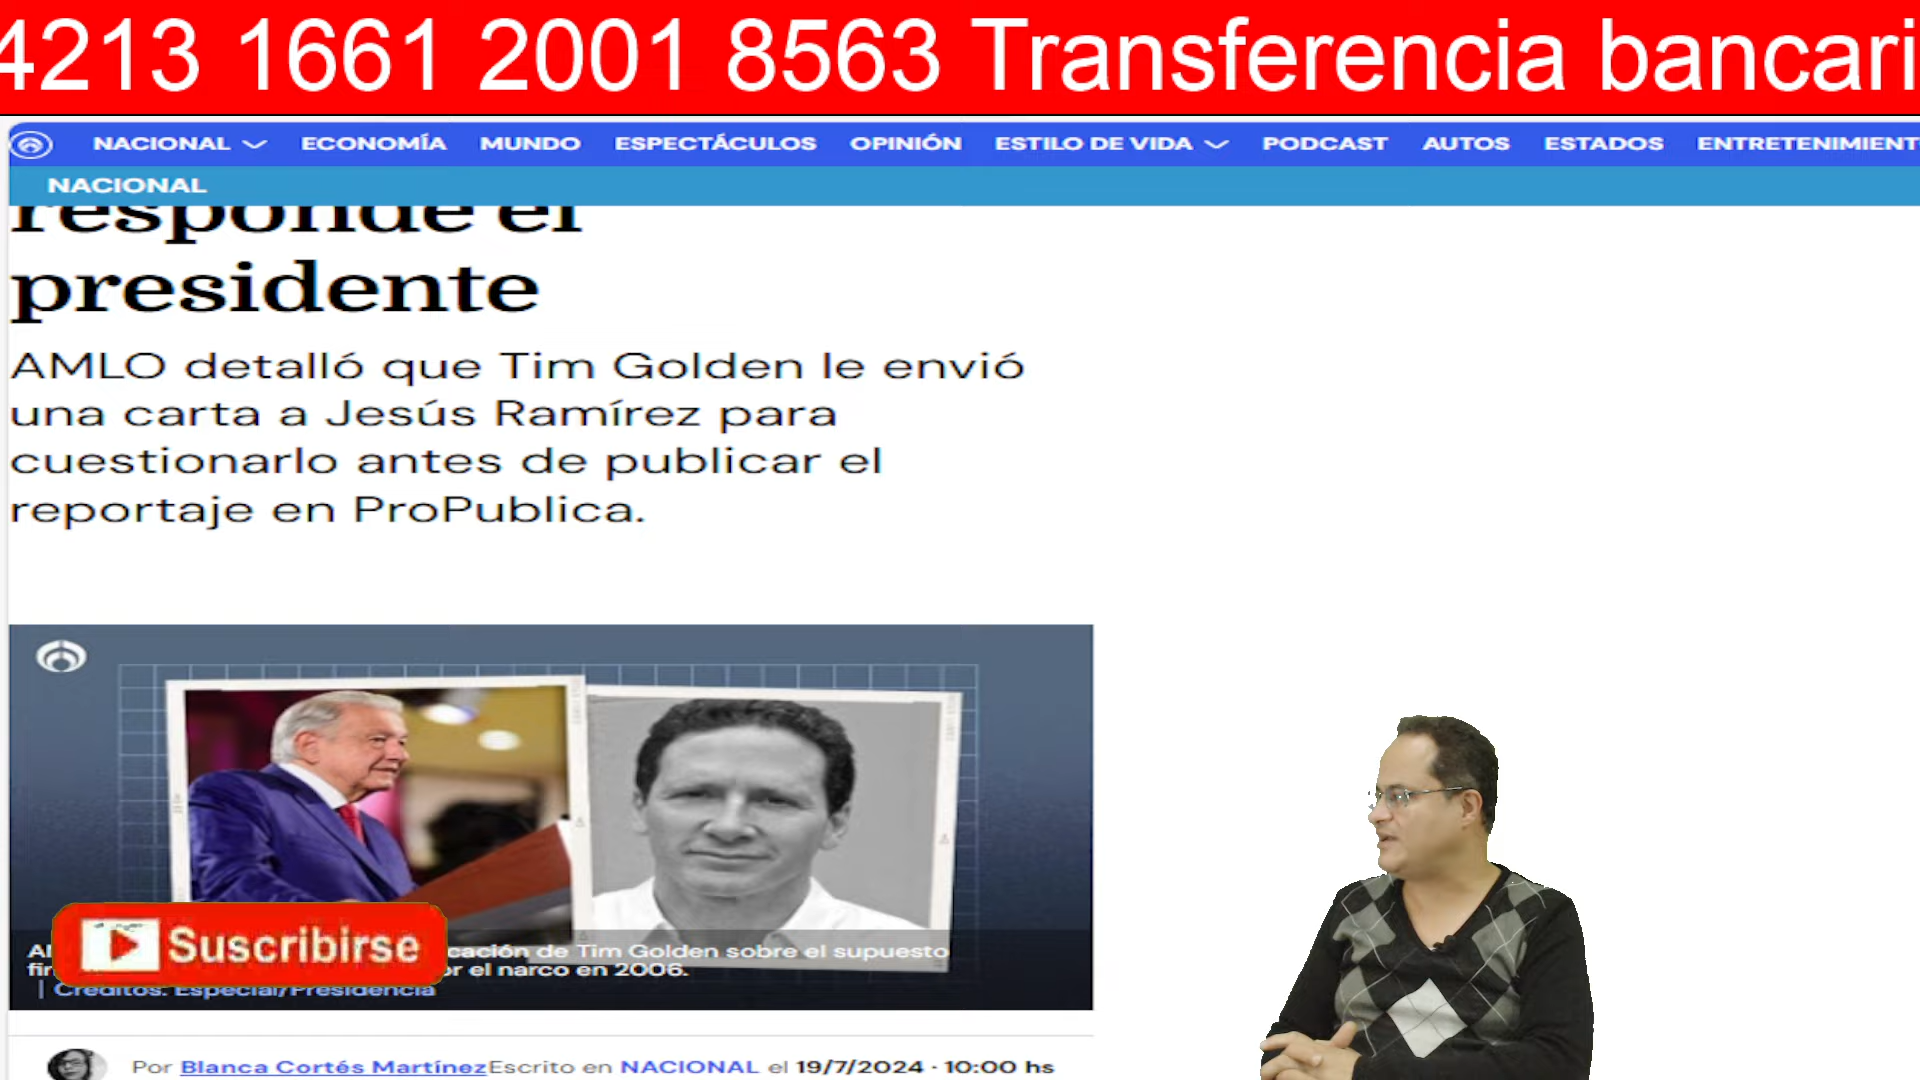 4213 1661 2001 8563 Transferencia bancari
NACIONAL ECONOMÍA MUNDO ESPECTÁCULOS OPINIÓN ESTILO DE VIDA PODCAST AUTOS ESTADOS ENTRETENIMIENT
NACIONAL
responde el
presidente
AMLO detalló que Tim Golden le envió
una carta a Jesús Ramírez para
cuestionarlo antes de publicar el
reportaje en ProPublica.
Suscribirse
cación de Tim Golden sobre el supuesto
r el narco en 2006.
| Créditos: Especial/Presidencia
Por Blanca Cortés Martínez Escrito en NACIONAL el 19/7/2024 · 10:00 hs